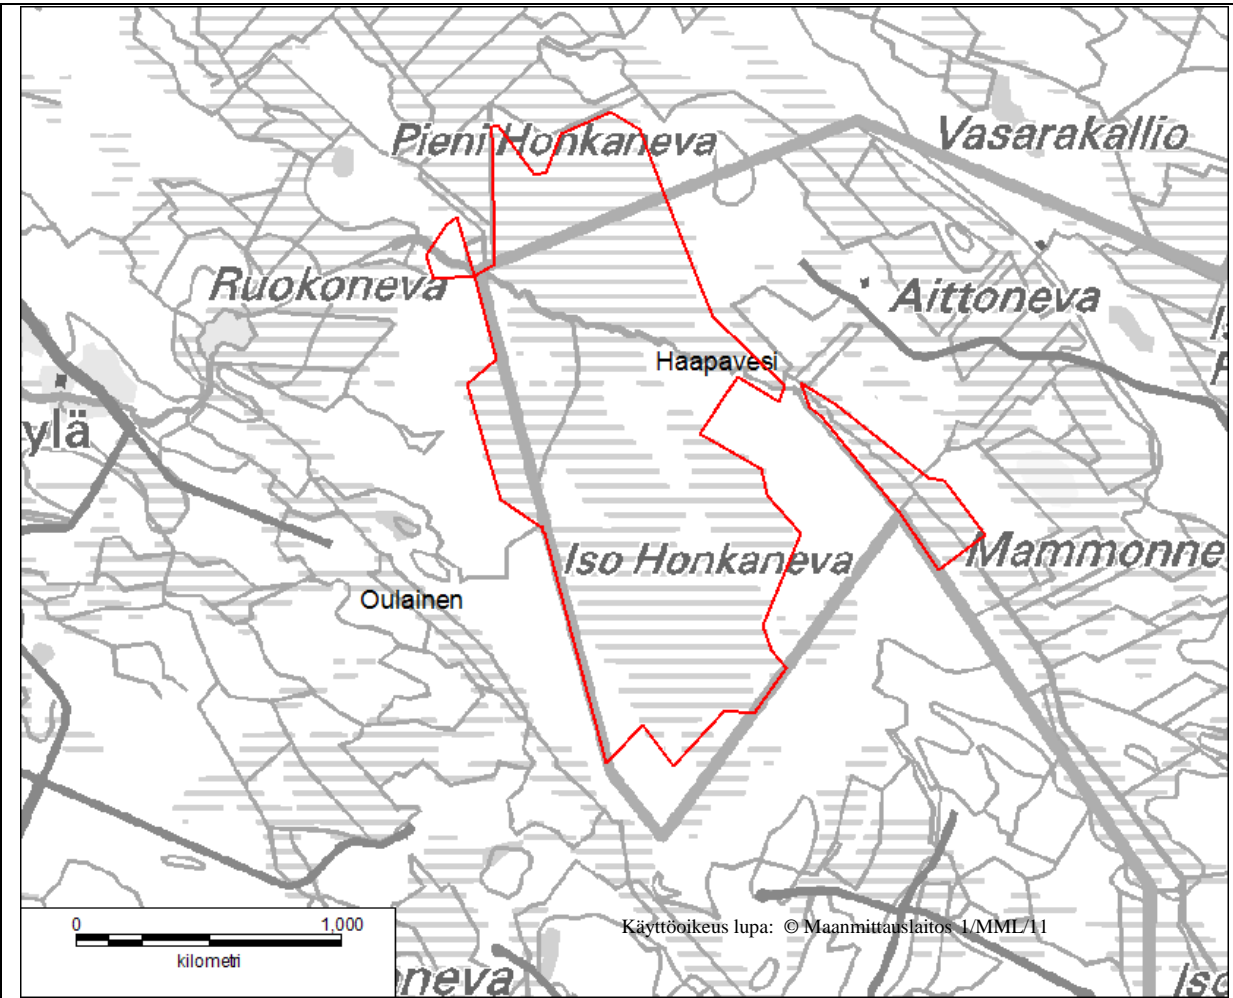 Vasarakallio
Pieni Honkaneva
Ruokoneva
Aittoneva
Haapavesi
ylä
Iso Honkaneva
Mammonne
Oulainen
0 1,000
kilometri
Käyttöoikeus lupa: © Maanmittauslaitos 1/MML/11
neva
Iso